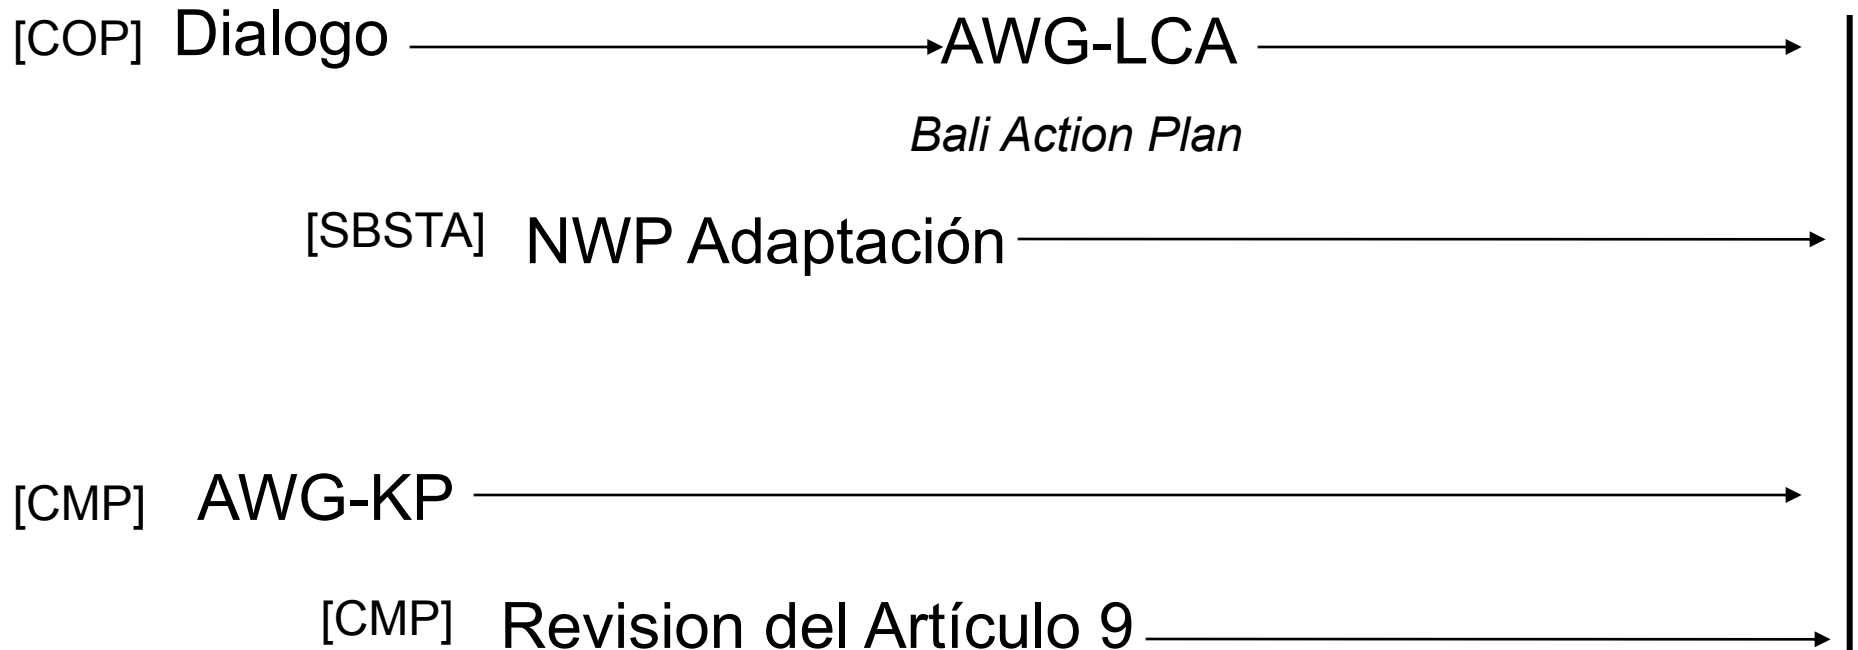 [COP] Dialogo AWG-LCA
Bali Action Plan
[SBSTA] NWP Adaptación
[CMP] AWG-KP
[CMP] Revision del Artículo 9